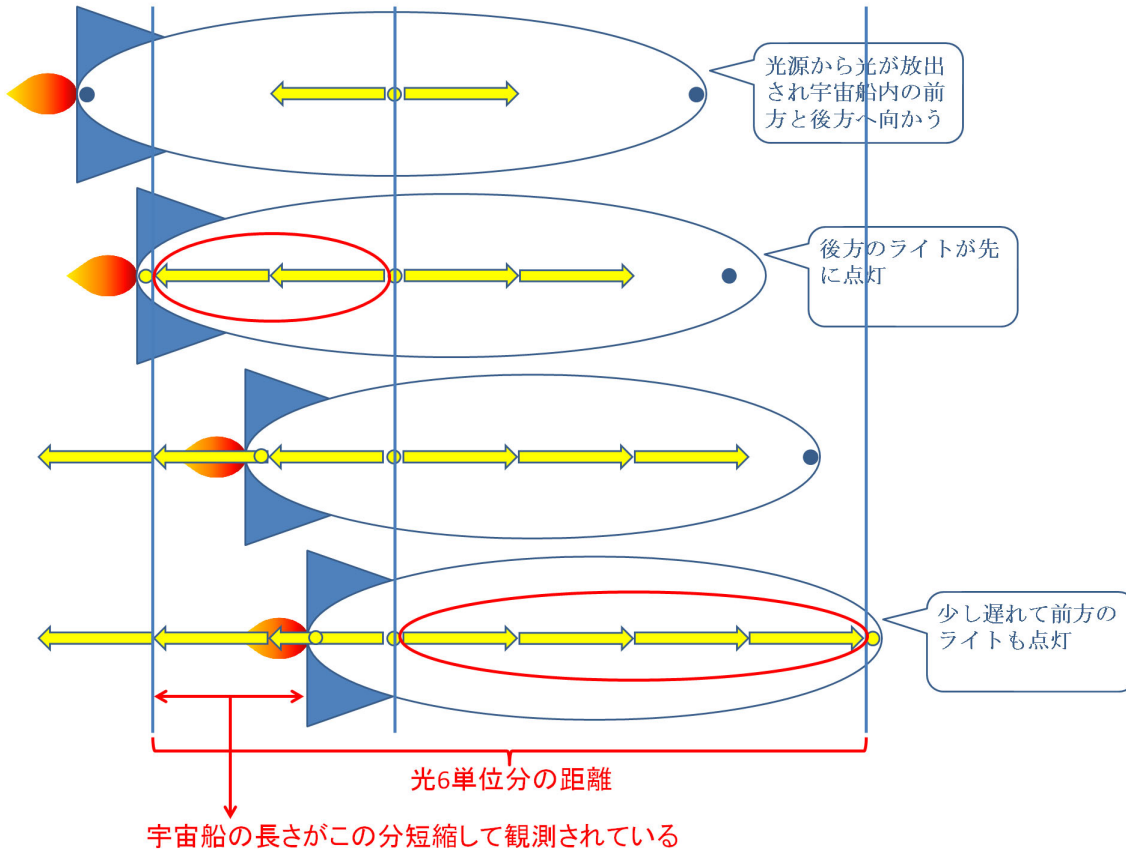 光源から光が放出
され宇宙船内の前
方と後方へ向かう
後方のライトが先
に点灯
少し遅れて前方の
ライトも点灯
光6単位分の距離
宇宙船の長さがこの分短縮して観測されている